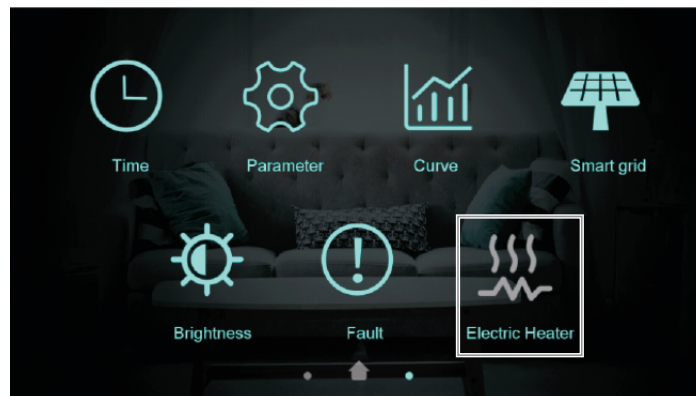 Time
Parameter
Curve
Smart grid
Brightness
Fault
Electric Heater